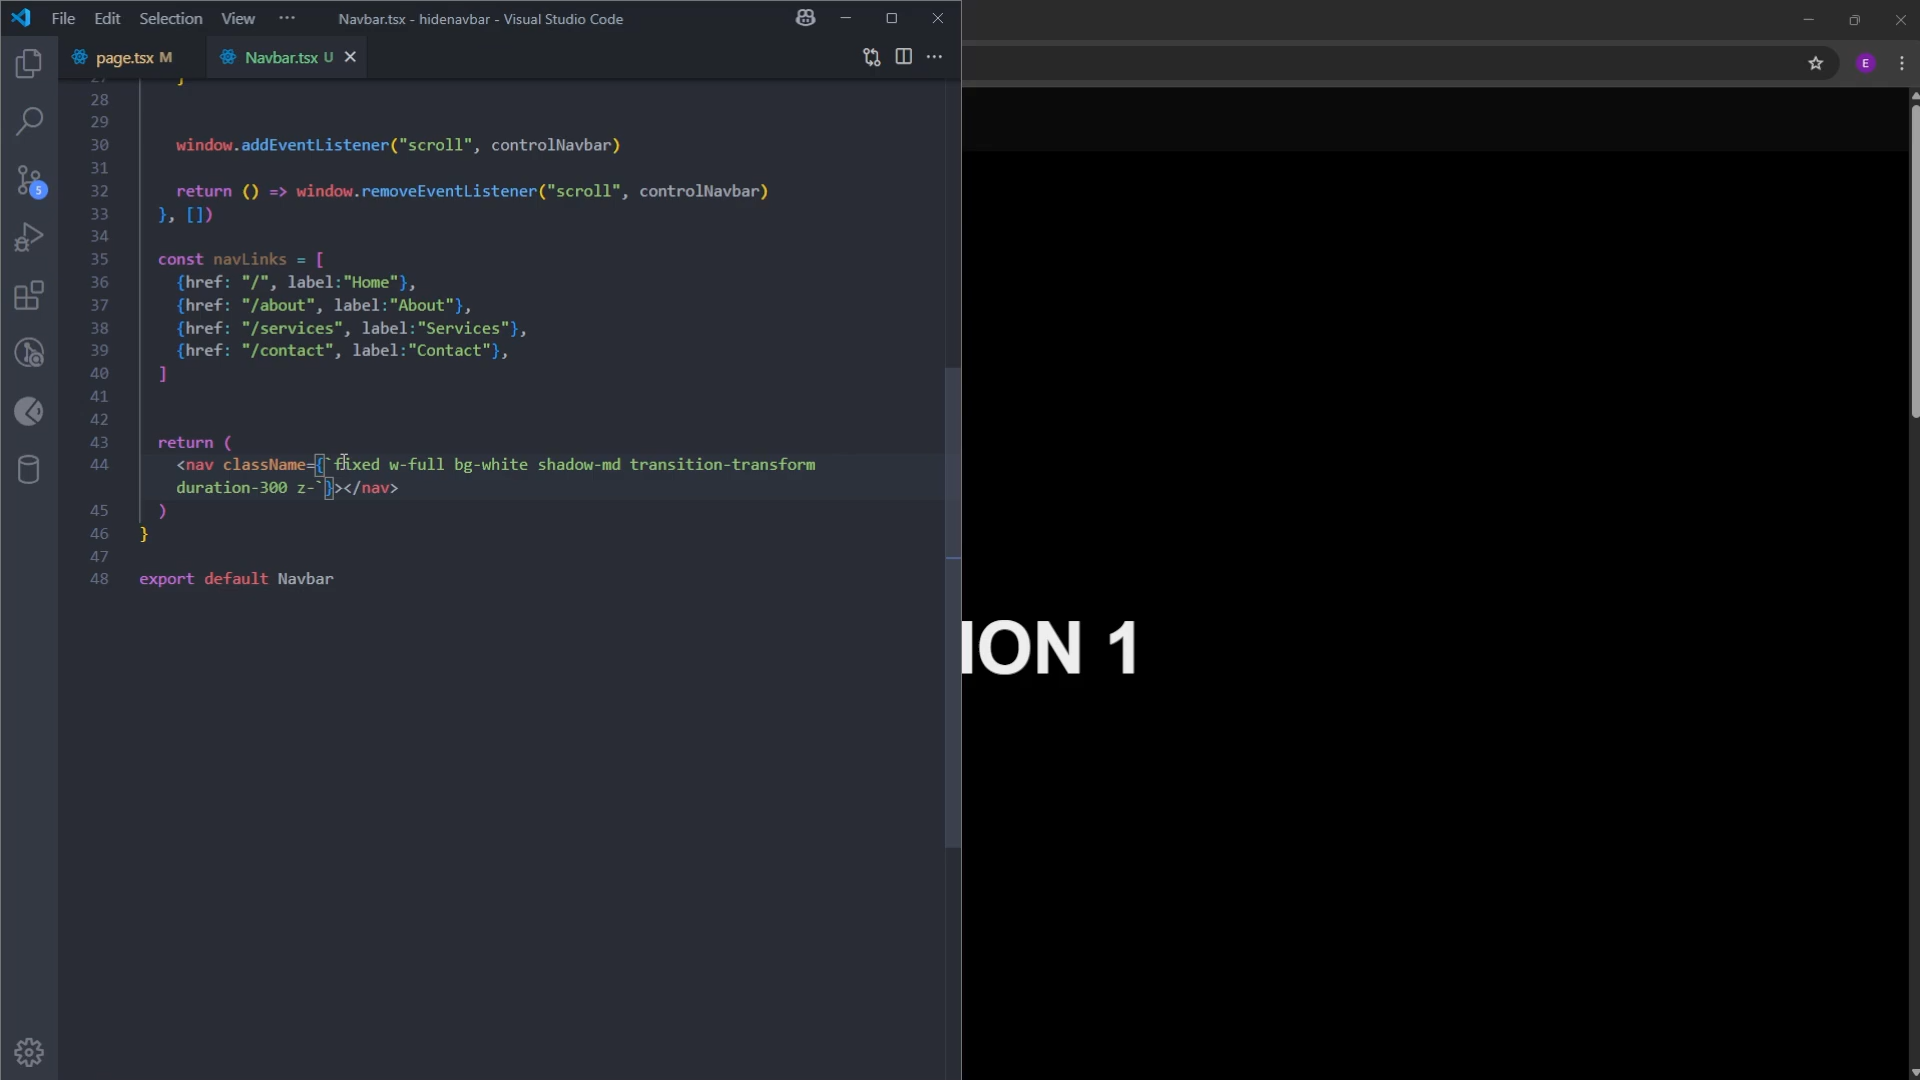 File Edit Selection View ··· Navbar.tsx - hidenavbar - Visual Studio Code
page.tsx M Navbar.tsx U
E
5
28
29
30 window.addEventListener("scroll", controlNavbar)
31
32 return () => window.removeEventListener("scroll", controlNavbar)
33 }, [])
34
35 const navLinks = [
36 {href: "/", label:"Home"},
37 {href: "/about", label:"About"},
38 {href: "/services", label:"Services"},
39 {href: "/contact", label:"Contact"},
40 ]
41
42
43 return (
44 <nav className={`fixed w-full bg-white shadow-md transition-transform
duration-300 z-`}></nav>
45 )
46 }
47
48 export default Navbar
ION 1